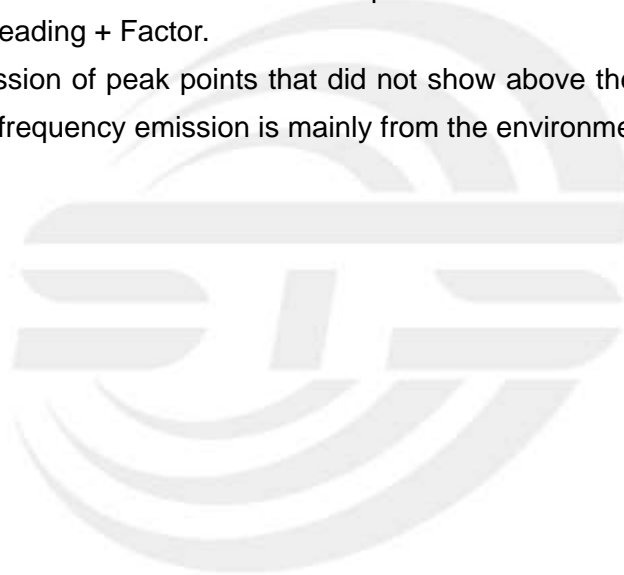 eading + Factor.
ssion of peak points that did not show above the
frequency emission is mainly from the environme
STS